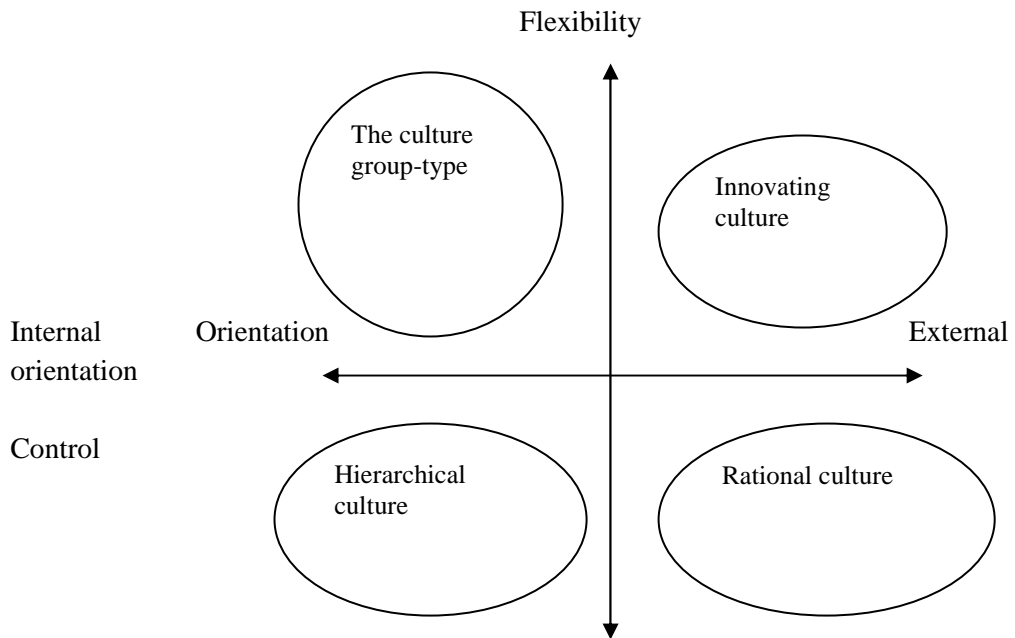 Flexibility
The culture
group-type
Innovating
culture
Internal Orientation External
orientation
Control
Hierarchical
culture
Rational culture